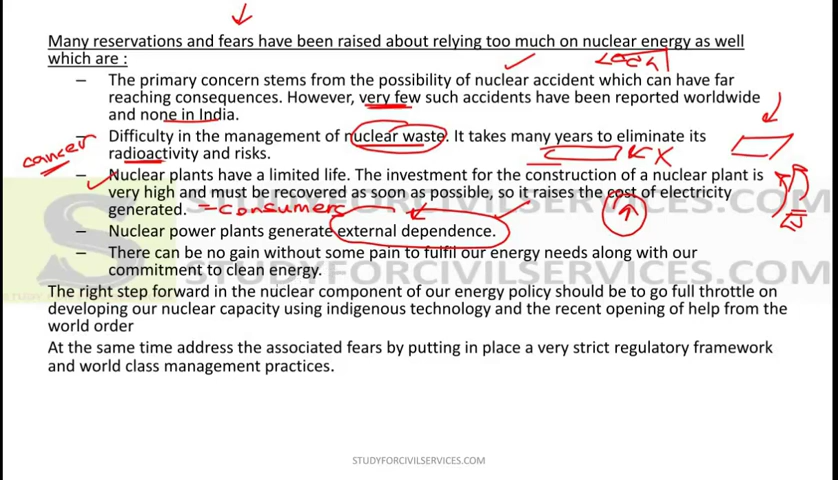 Many reservations and fears have been raised about relying too much on nuclear energy as well
which are :
Local
– The primary concern stems from the possibility of nuclear accident which can have far
reaching consequences. However, very few such accidents have been reported worldwide
and none in India.
– Difficulty in the management of nuclear waste. It takes many years to eliminate its
radioactivity and risks.
cancer
– Nuclear plants have a limited life. The investment for the construction of a nuclear plant is
very high and must be recovered as soon as possible, so it raises the cost of electricity
generated. = consumers
– Nuclear power plants generate external dependence.
– There can be no gain without some pain to fulfil our energy needs along with our
commitment to clean energy.
The right step forward in the nuclear component of our energy policy should be to go full throttle on
developing our nuclear capacity using indigenous technology and the recent opening of help from the
world order
At the same time address the associated fears by putting in place a very strict regulatory framework
and world class management practices.
STUDYFORCIVILSERVICES.COM
STUDYFORCIVILSERVICES.COM
STUDYFORCIVILSERVICES.COM